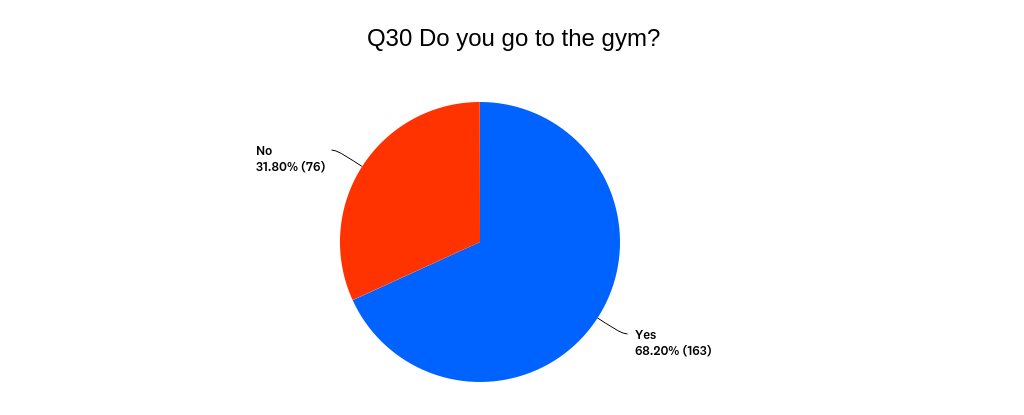 Q30 Do you go to the gym?
No
31.80% (76)
Yes
68.20% (163)